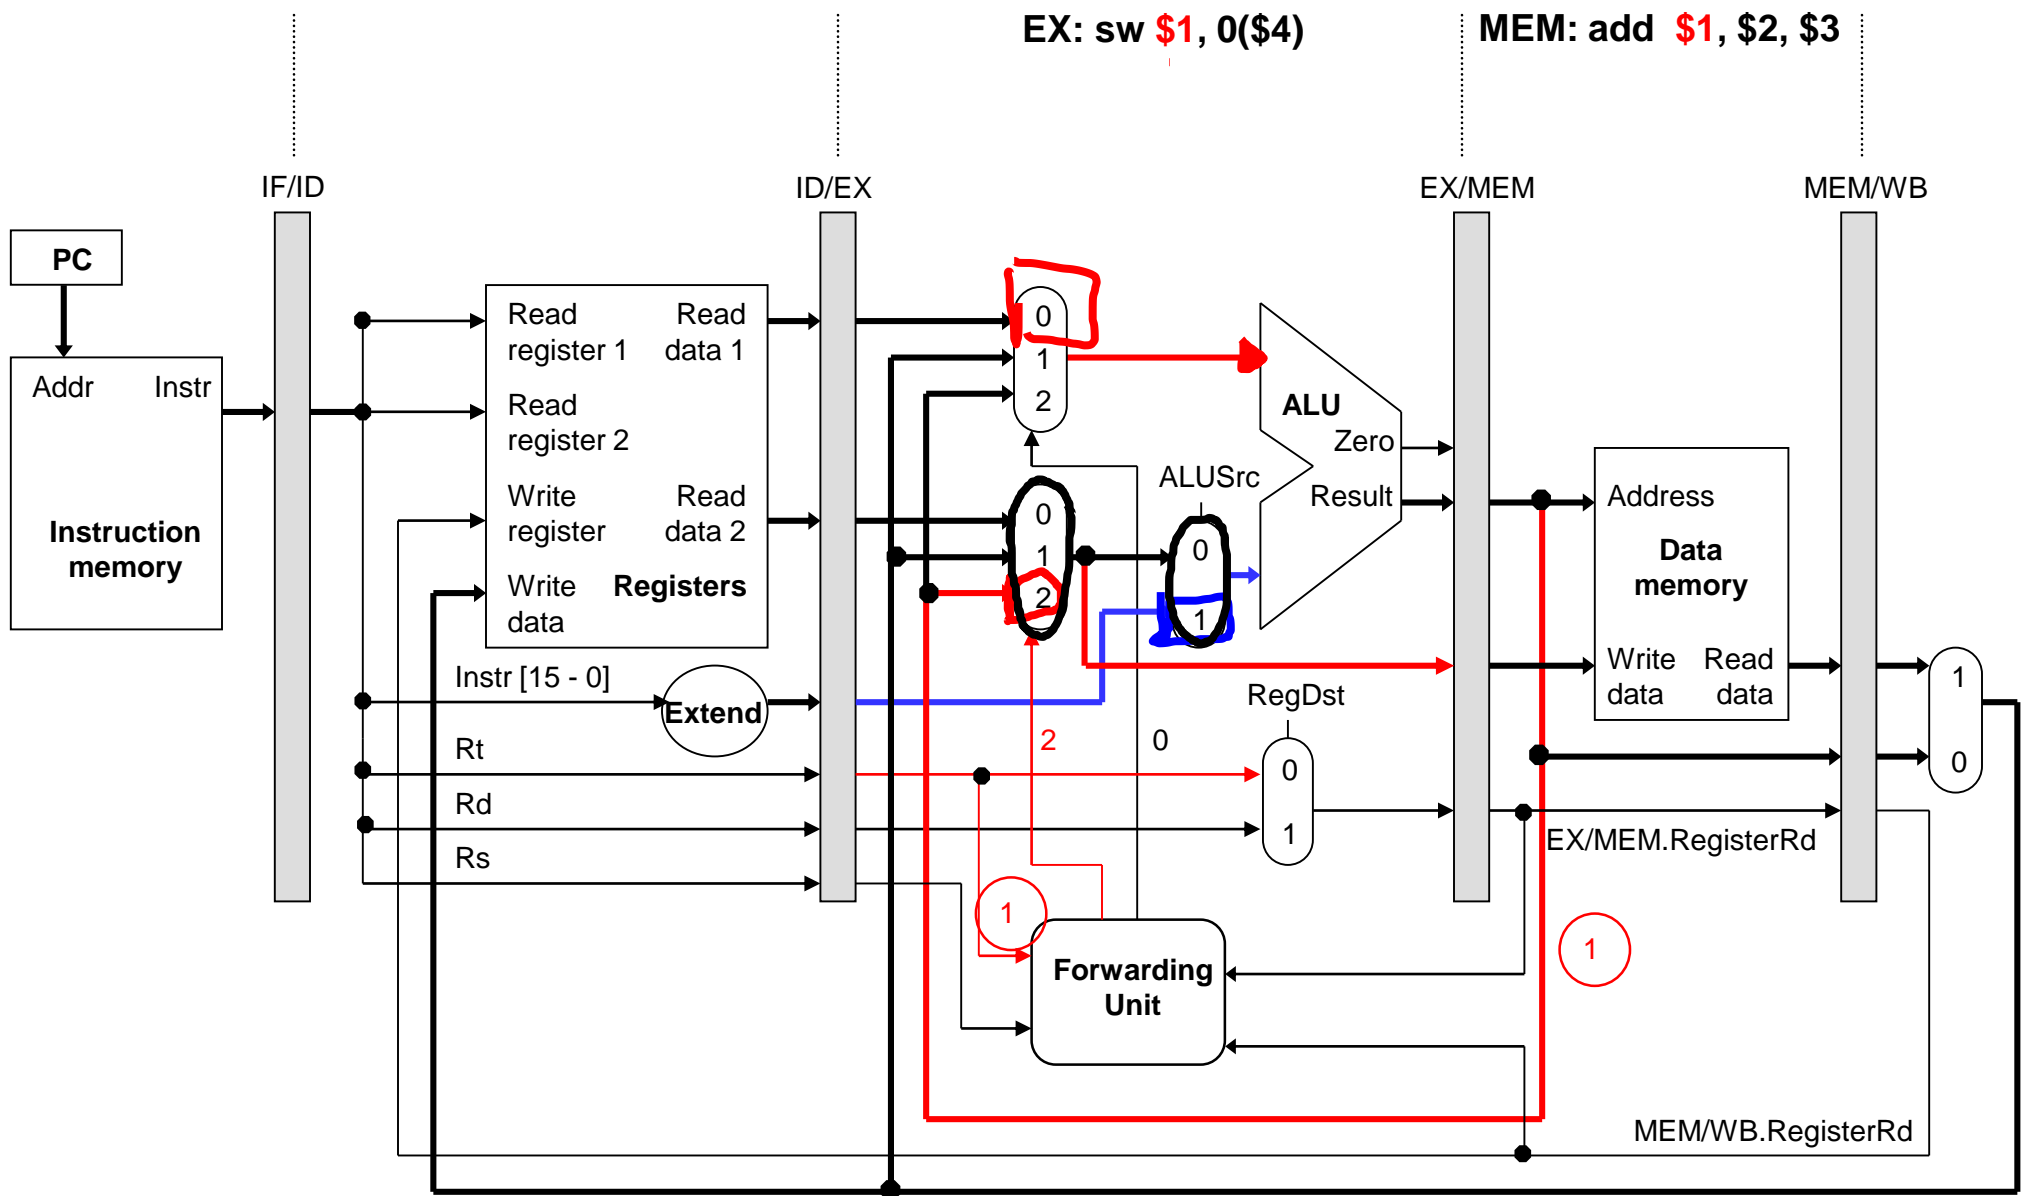 EX: sw $1, 0($4)
MEM: add $1, $2, $3
IF/ID
ID/EX
EX/MEM
MEM/WB
PC
Addr Instr
Instruction
memory
Read
register 1
Read
data 1
Read
register 2
Write
register
Read
data 2
Write
data
Registers
Instr [15 - 0]
Extend
Rt
Rd
Rs
0
1
2
0
1
2
ALUSrc
0
1
ALU
Zero
Result
2
0
RegDst
0
1
Address
Data
memory
Write
data
Read
data
1
0
EX/MEM.RegisterRd
1
1
Forwarding
Unit
MEM/WB.RegisterRd